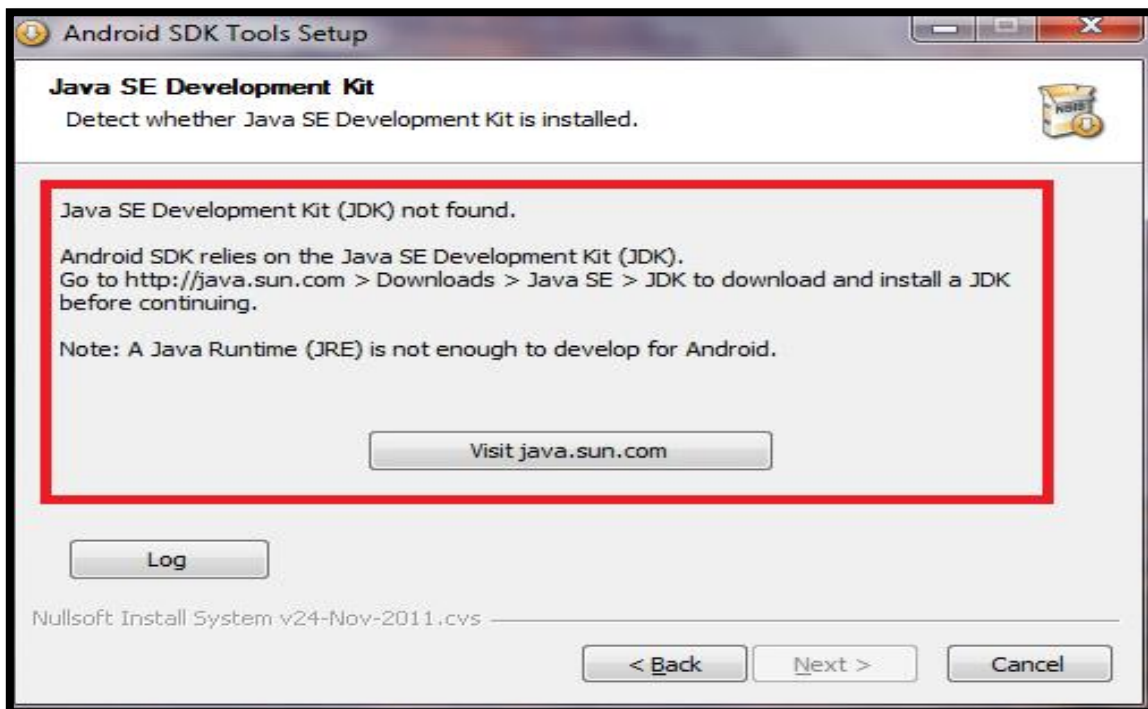 Android SDK Tools Setup
Java SE Development Kit
Detect whether Java SE Development Kit is installed.
NSIS
Java SE Development Kit (JDK) not found.
Android SDK relies on the Java SE Development Kit (JDK).
Go to http://java.sun.com > Downloads > Java SE > JDK to download and install a JDK
before continuing.
Note: A Java Runtime (JRE) is not enough to develop for Android.
Visit java.sun.com
Log
Nullsoft Install System v24-Nov-2011.cvs
< Back
Next >
Cancel